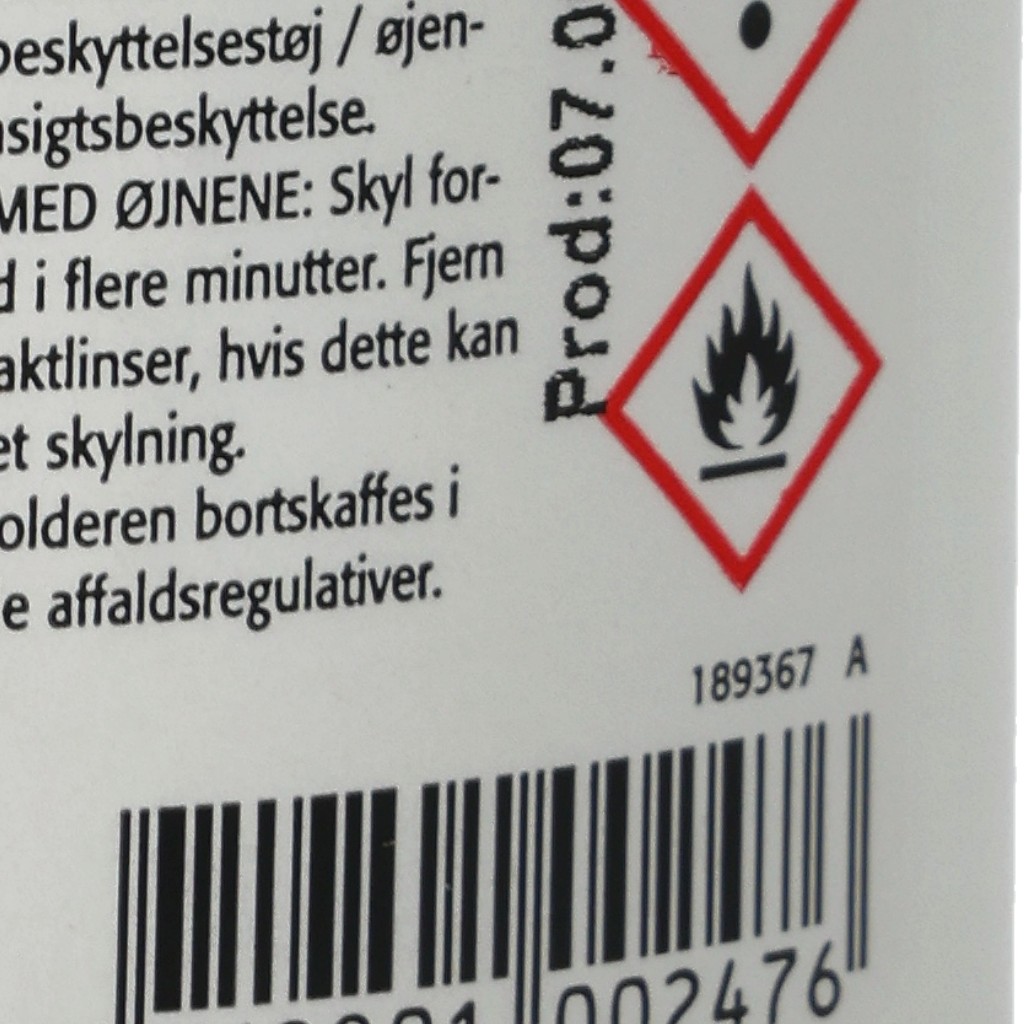 beskyttelsestøj / øjen-
sigtsbeskyttelse.
MED ØJNENE: Skyl for-
i flere minutter. Fjern
aktlinser, hvis dette kan
et skylning.
olderen bortskaffes i
e affaldsregulativer.
Prod:07.0
189367 A
002476